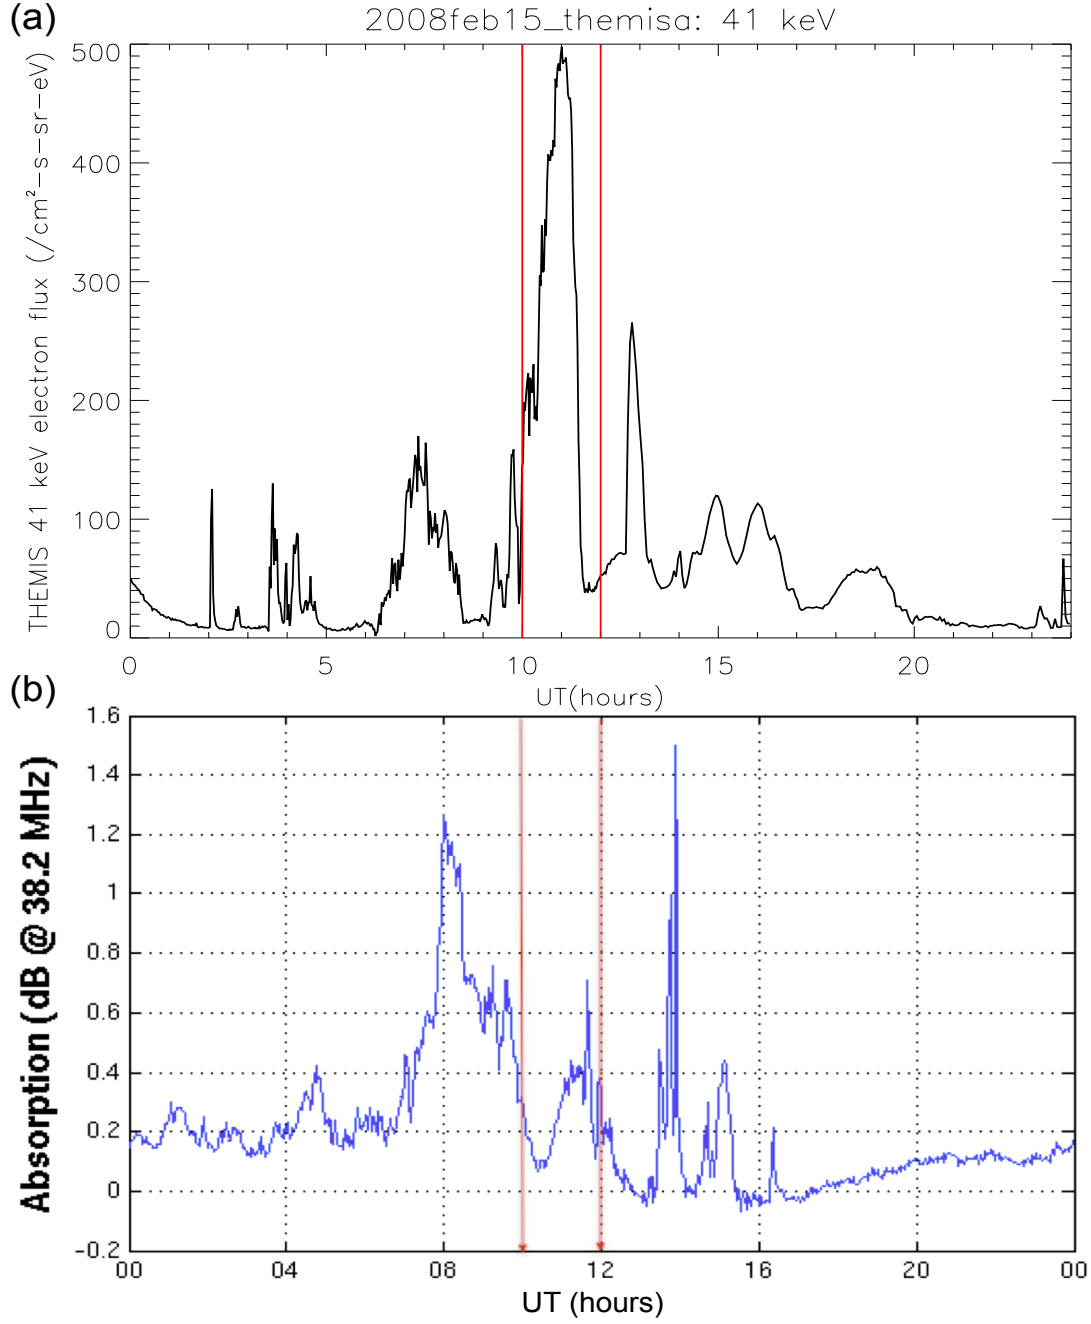 (a)
2008feb15_themisa: 41 keV
THEMIS 41 keV electron flux (/cm²-s-sr-eV)
500
400
300
200
100
0
0 5 10 15 20
UT(hours)
(b)
Absorption (dB @ 38.2 MHz)
1.6
1.4
1.2
1
0.8
0.6
0.4
0.2
0
-0.2
00 04 08 12 16 20 00
UT (hours)